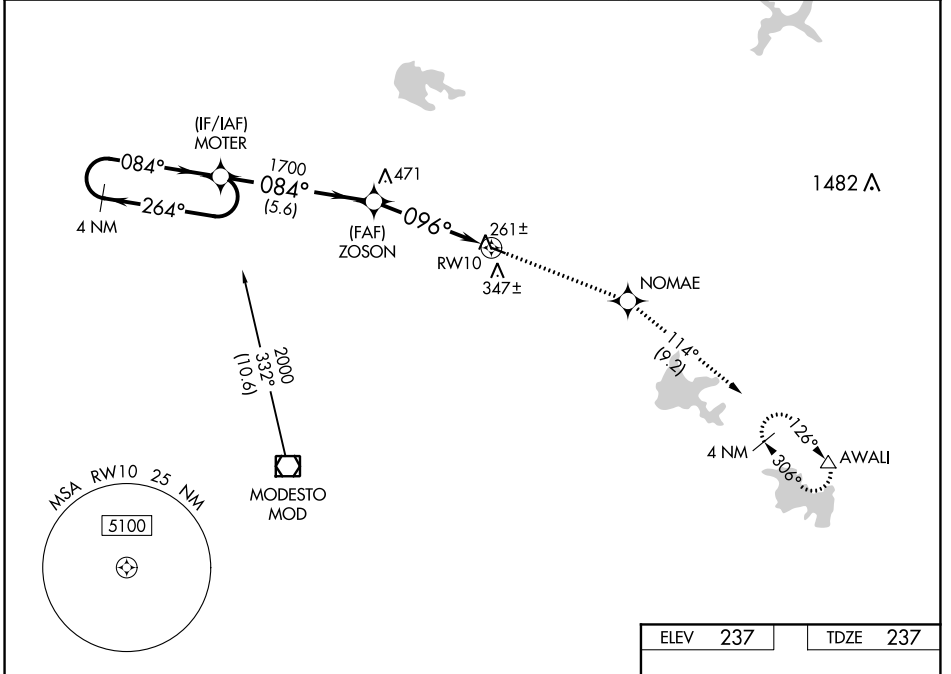 (IF/IAF)
MOTER
084°
264°
4 NM
1700
084°
(5.6)
471
(FAF)
ZOSON
096°
261±
RW10
347±
1482
NOMAE
114°
(9.2)
2000
332°
(10.6)
MODESTO
MOD
4 NM
126°
306°
AWALI
MSA RW10 25 NM
5100
ELEV 237
TDZE 237